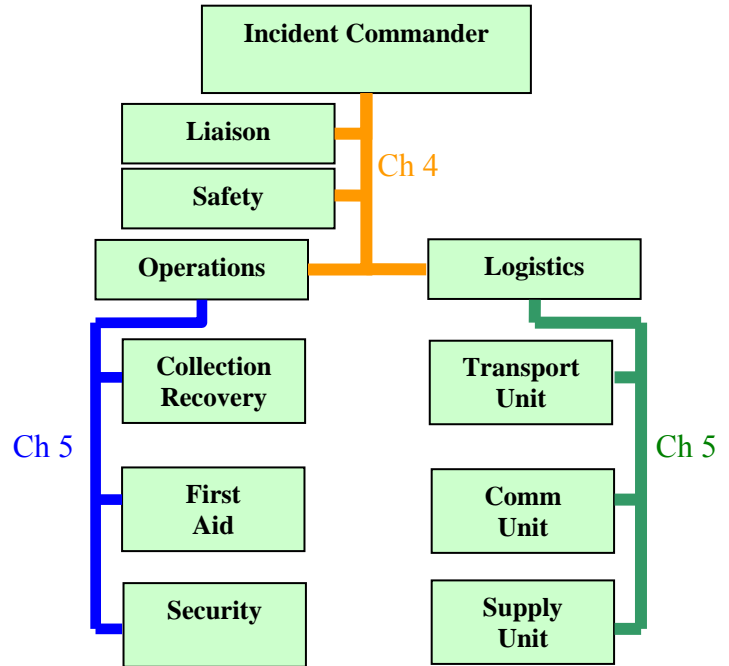 Incident Commander
Liaison
Ch 4
Safety
Operations
Logistics
Collection
Recovery
Transport
Unit
Ch 5
Ch 5
First
Aid
Comm
Unit
Security
Supply
Unit